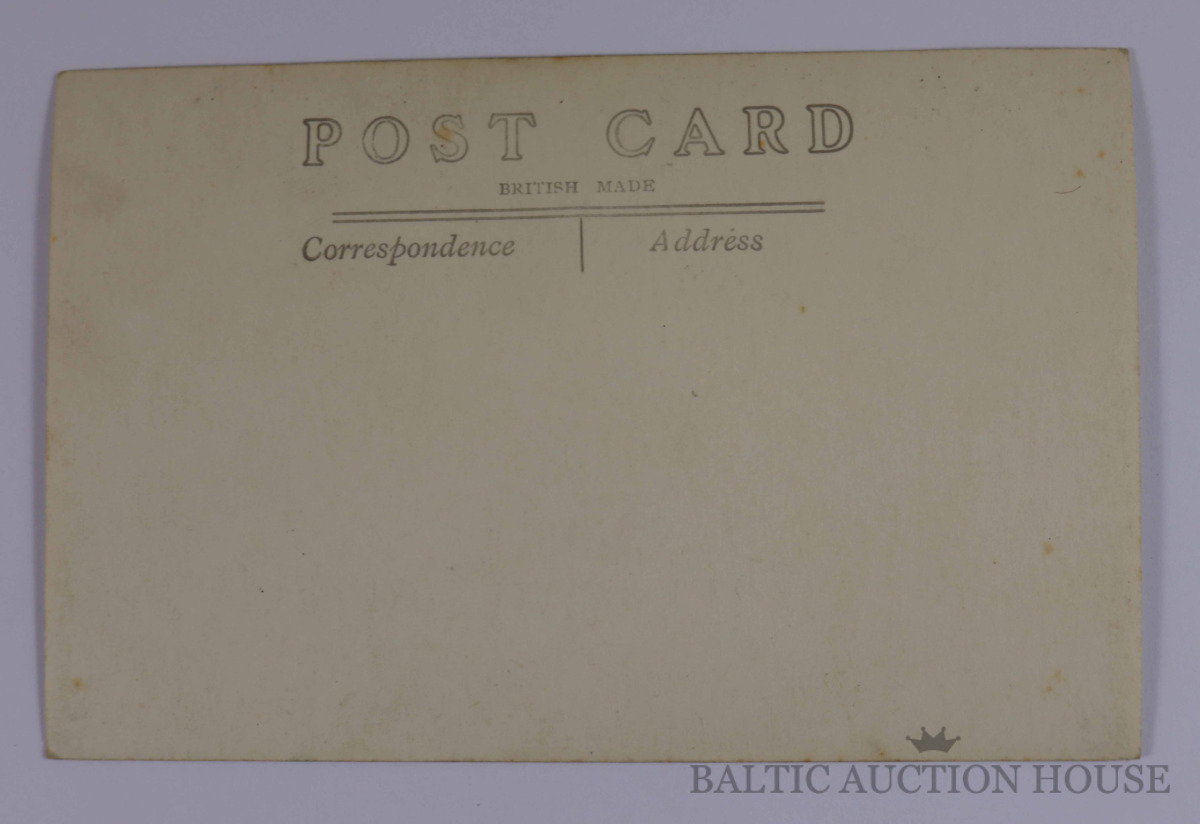 POST CARD
BRITISH MADE
Correspondence
Address
BALTIC AUCTION HOUSE